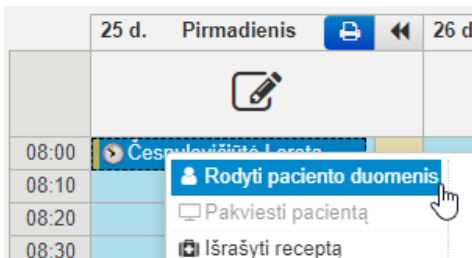 25 d. Pirmadienis 26 d
08:00
08:10 Rodyti paciento duomenis
08:20 Pakviesti pacientą
08:30 Išrašyti receptą